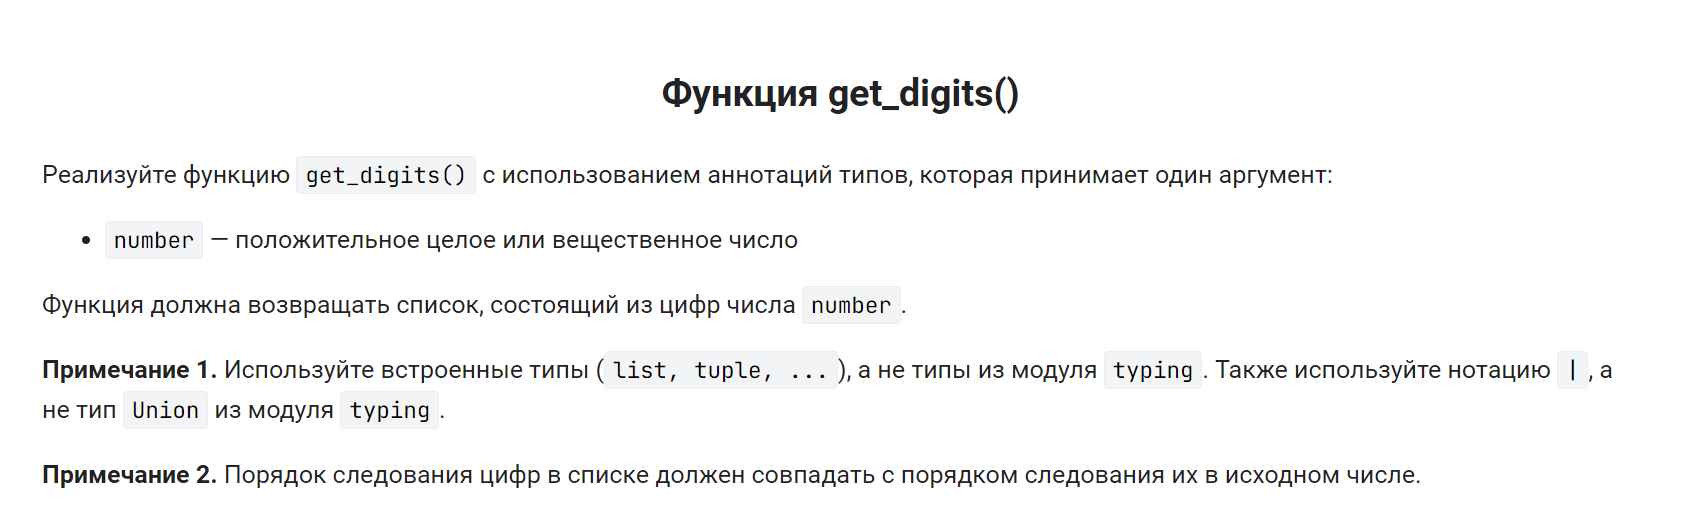 Функция get_digits()
Реализуйте функцию get_digits() с использованием аннотаций типов, которая принимает один аргумент:
• number — положительное целое или вещественное число
Функция должна возвращать список, состоящий из цифр числа number.
Примечание 1. Используйте встроенные типы (list, tuple, ...), а не типы из модуля typing. Также используйте нотацию |, а
не тип Union из модуля typing.
Примечание 2. Порядок следования цифр в списке должен совпадать с порядком следования их в исходном числе.